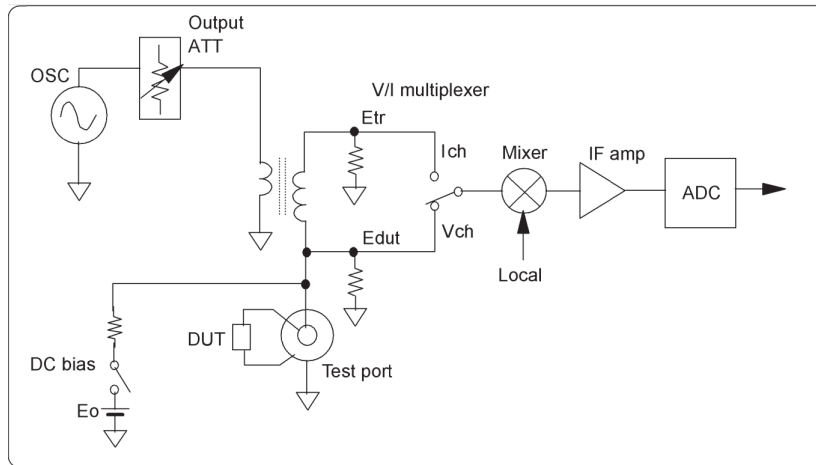 Output
ATT
OSC
V/I multiplexer
Etr
Ich
Mixer
IF amp
ADC
Edut
Vch
Local
DUT
Test port
DC bias
Eo